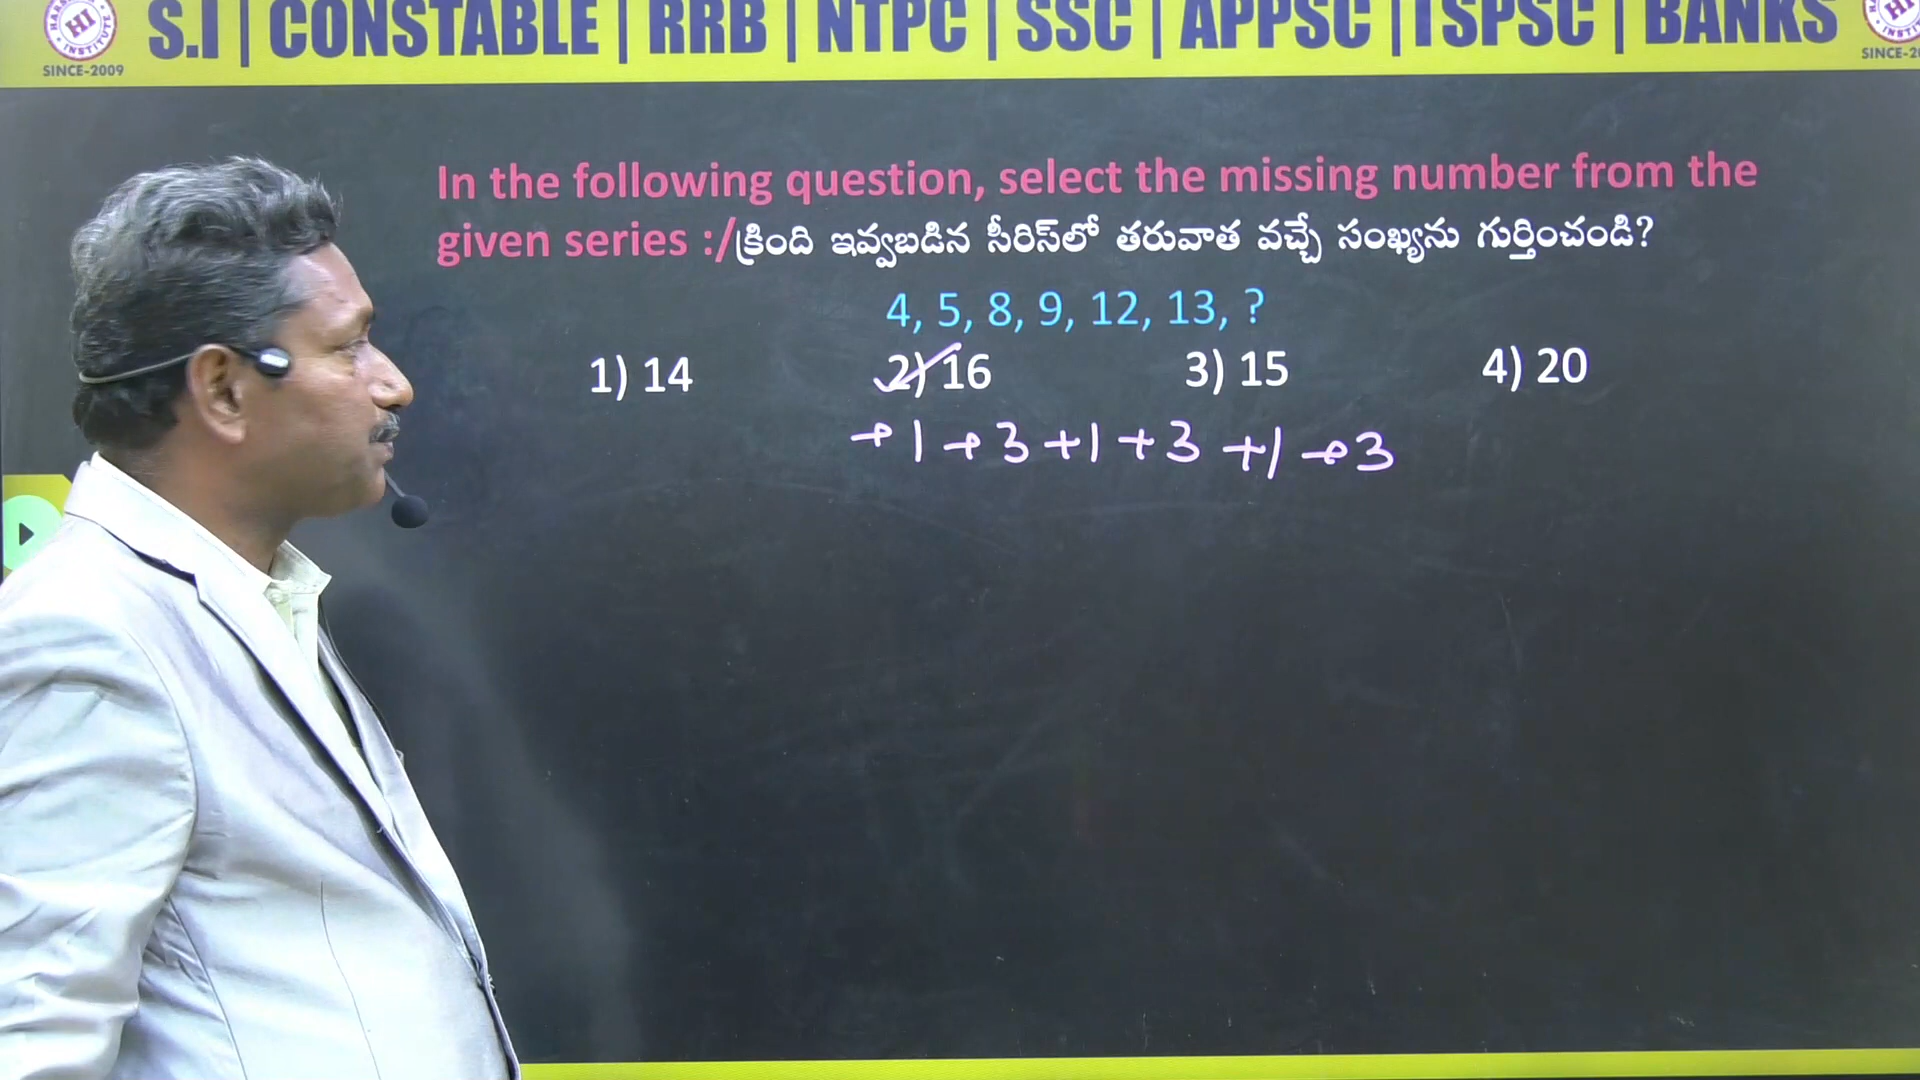 S.I | CONSTABLE | RRB | NTPC | SSC | APPSC | TSPSC | BANKS
HI
INSTITUTE
SINCE-2009
In the following question, select the missing number from the
given series :/క్రింది ఇవ్వబడిన సీరిస్‌లో తరువాత వచ్చే సంఖ్యను గుర్తించండి?
4, 5, 8, 9, 12, 13, ?
1) 14 2) 16 3) 15 4) 20
+1 +3 +1 +3 +1 +3